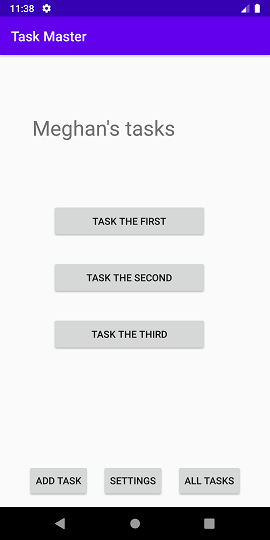 11:38
Task Master
Meghan's tasks
TASK THE FIRST
TASK THE SECOND
TASK THE THIRD
ADD TASK SETTINGS ALL TASKS